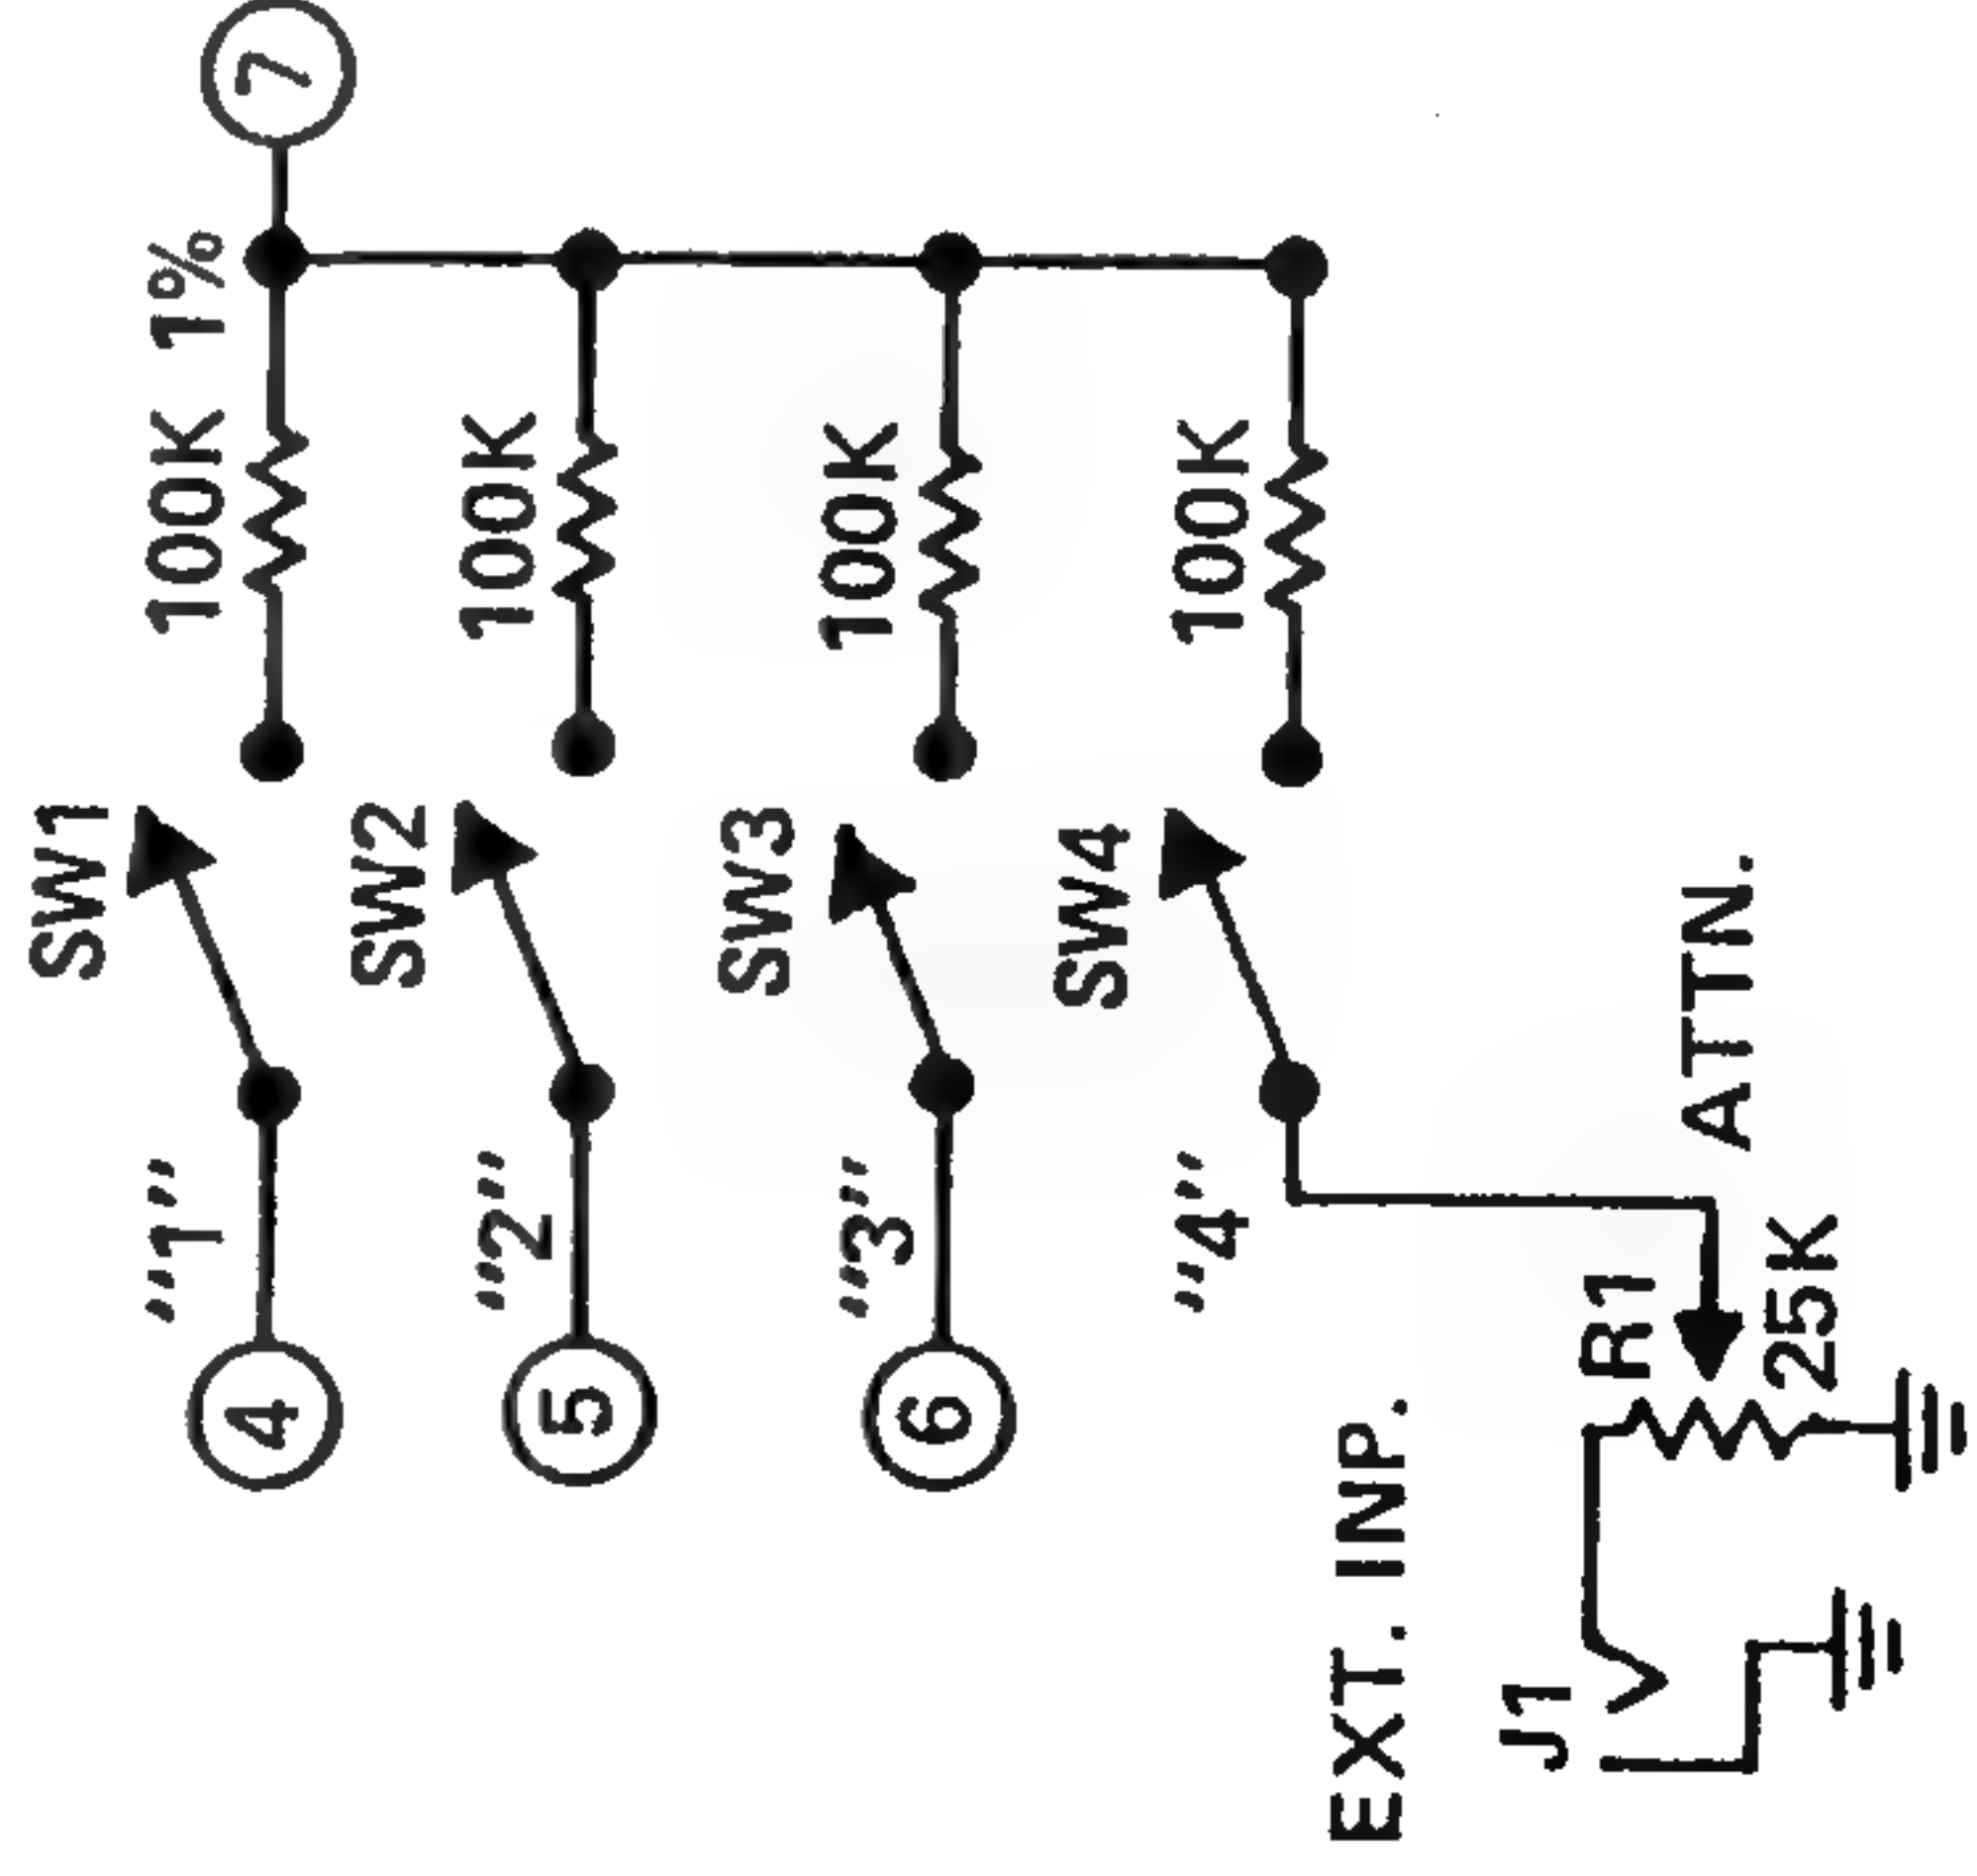 7
100K 1%
100K
100K
100K
SW1
SW2
SW3
SW4
ATTN.
"1"
"2"
"3"
"4"
R1
25K
4
5
6
EXT. INP.
J1